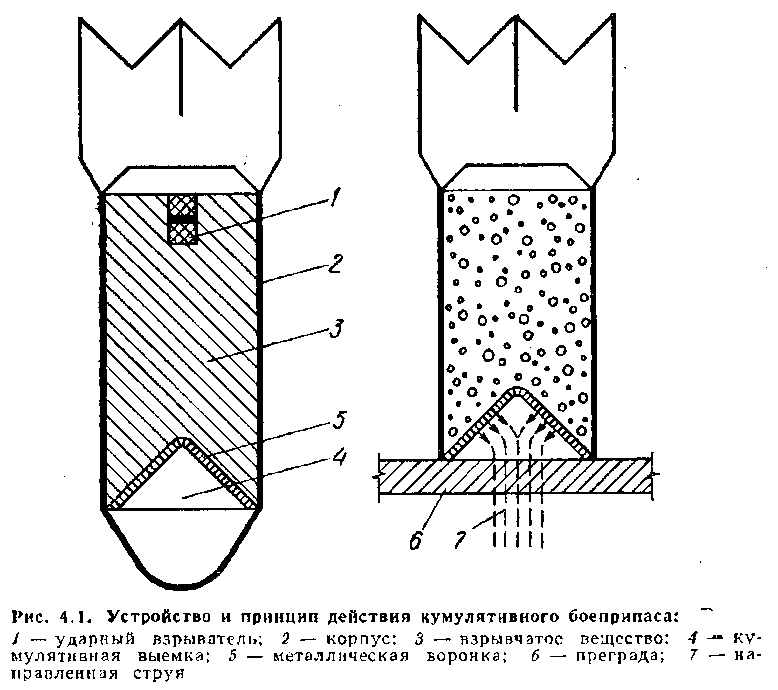 1
2
3
5
4
6 7
Рис. 4.1. Устройство и принцип действия кумулятивного боеприпаса:
1 — ударный взрыватель; 2 — корпус; 3 — взрывчатое вещество; 4 — ку-
мулятивная выемка; 5 — металлическая воронка; 6 — преграда; 7 — на-
правленная струя